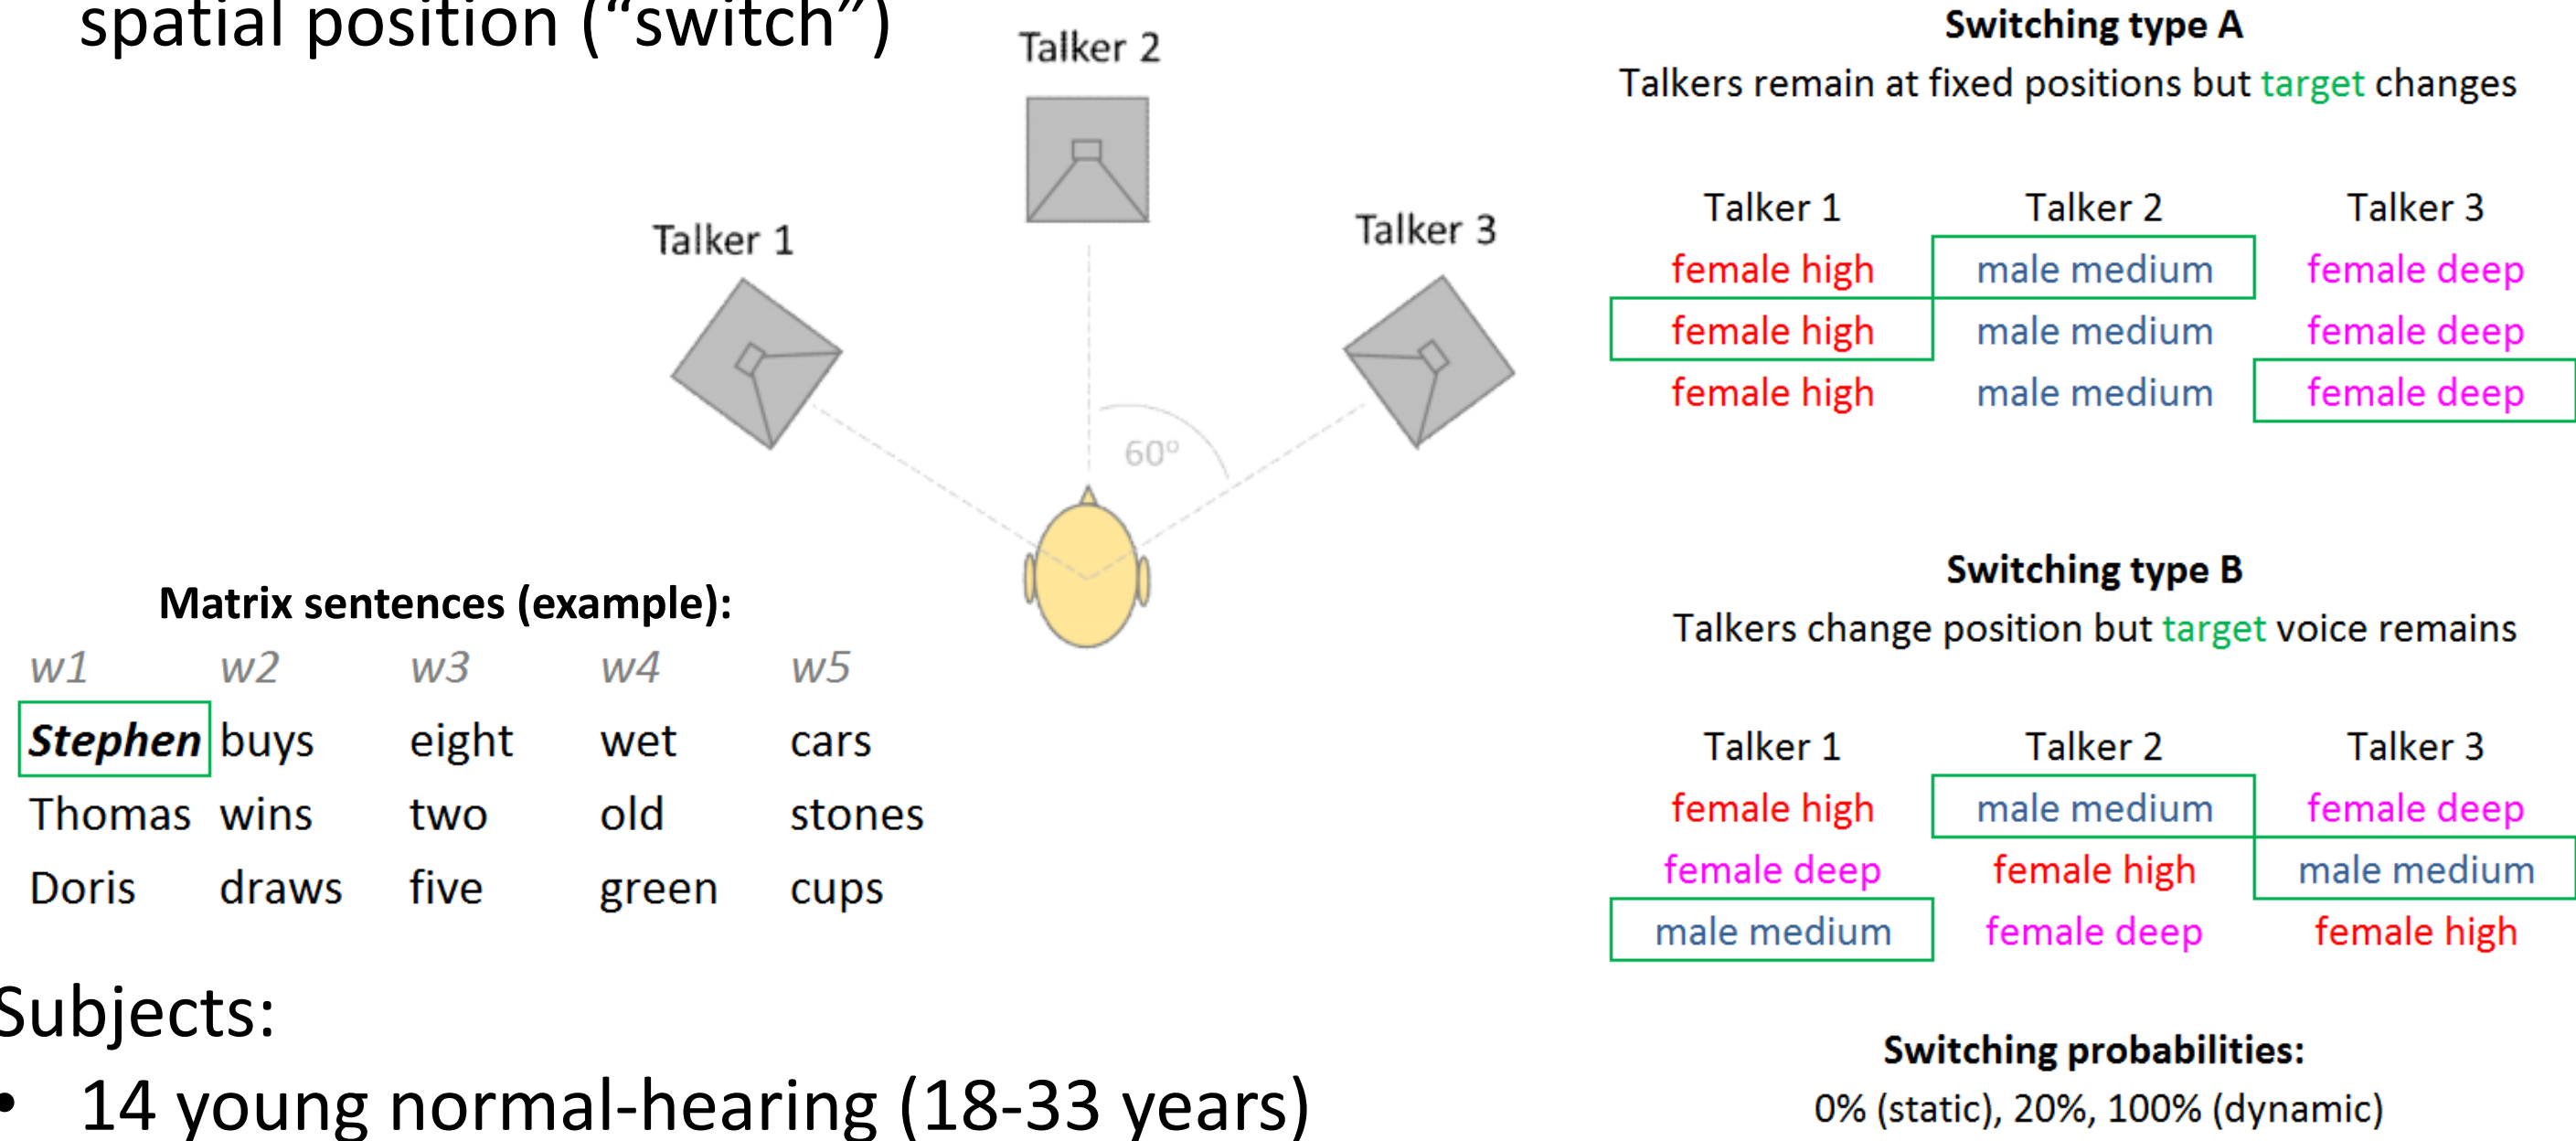 spatial position (“switch”)
Talker 2
Talker 1
Talker 3
60º
Matrix sentences (example):
w1 w2 w3 w4 w5
Stephen buys eight wet cars
Thomas wins two old stones
Doris draws five green cups
Subjects:
• 14 young normal-hearing (18-33 years)
Switching type A
Talkers remain at fixed positions but target changes
Talker 1 Talker 2 Talker 3
female high male medium female deep
female high male medium female deep
female high male medium female deep
Switching type B
Talkers change position but target voice remains
Talker 1 Talker 2 Talker 3
female high male medium female deep
female deep female high male medium
male medium female deep female high
Switching probabilities:
0% (static), 20%, 100% (dynamic)